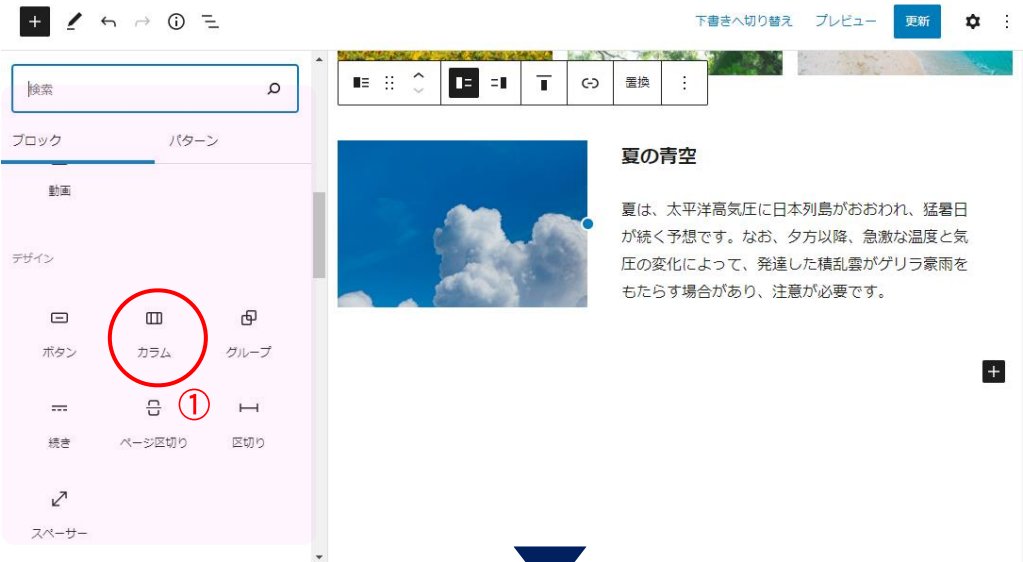 下書きへ切り替え プレビュー 更新
検索
ブロック パターン
動画
デザイン
ボタン カラム グループ
①
続き ページ区切り 区切り
スペーサー
置換
夏の青空
夏は、太平洋高気圧に日本列島がおおわれ、猛暑日
が続く予想です。なお、夕方以降、急激な温度と気
圧の変化によって、発達した積乱雲がゲリラ豪雨を
もたらす場合があり、注意が必要です。